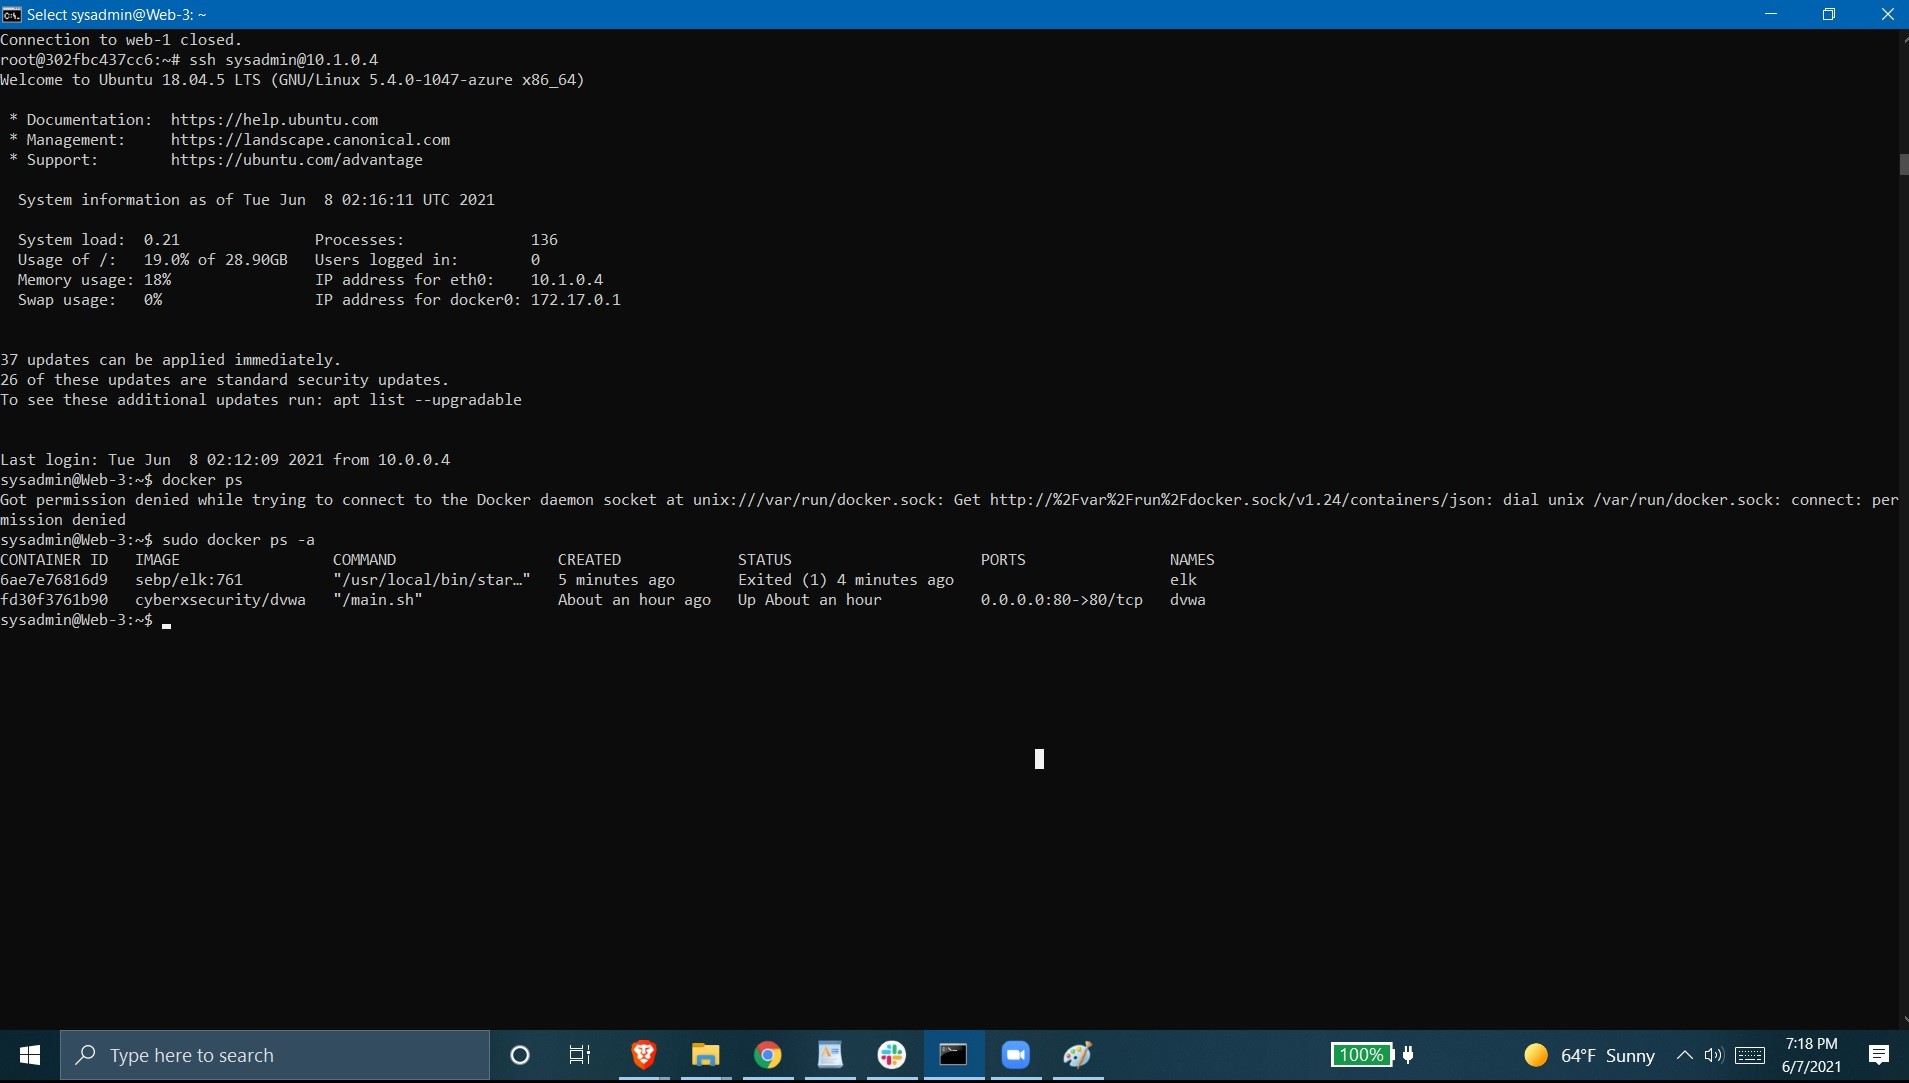 Select sysadmin@Web-3: ~
Connection to web-1 closed.
root@302fbc437cc6:~# ssh sysadmin@10.1.0.4
Welcome to Ubuntu 18.04.5 LTS (GNU/Linux 5.4.0-1047-azure x86_64)
* Documentation:  https://help.ubuntu.com
* Management:     https://landscape.canonical.com
* Support:        https://ubuntu.com/advantage
System information as of Tue Jun  8 02:16:11 UTC 2021
System load:  0.21               Processes:              136
Usage of /:   19.0% of 28.90GB   Users logged in:        0
Memory usage: 18%                IP address for eth0:    10.1.0.4
Swap usage:   0%                 IP address for docker0: 172.17.0.1
37 updates can be applied immediately.
26 of these updates are standard security updates.
To see these additional updates run: apt list --upgradable
Last login: Tue Jun  8 02:12:09 2021 from 10.0.0.4
sysadmin@Web-3:~$ docker ps
Got permission denied while trying to connect to the Docker daemon socket at unix:///var/run/docker.sock: Get http://%2Fvar%2Frun%2Fdocker.sock/v1.24/containers/json: dial unix /var/run/docker.sock: connect: per
mission denied
sysadmin@Web-3:~$ sudo docker ps -a
CONTAINER ID   IMAGE                 COMMAND                  CREATED             STATUS                     PORTS                NAMES
6ae7e76816d9   sebp/elk:761          "/usr/local/bin/star…"   5 minutes ago       Exited (1) 4 minutes ago                        elk
fd30f3761b90   cyberxsecurity/dvwa   "/main.sh"               About an hour ago   Up About an hour           0.0.0.0:80->80/tcp   dvwa
sysadmin@Web-3:~$
Type here to search
100%
64°F Sunny
7:18 PM
6/7/2021